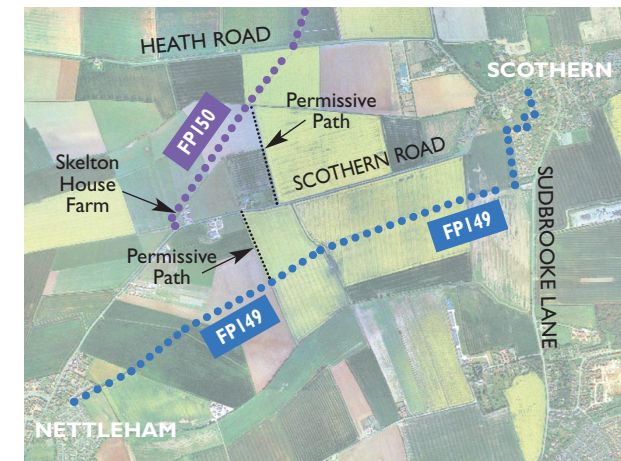 HEATH ROAD
SCOTHERN
FP150
Permissive
Path
SCOTHERN ROAD
Skelton
House
Farm
SUDBROOKE LANE
FP149
Permissive
Path
FP149
NETTLEHAM